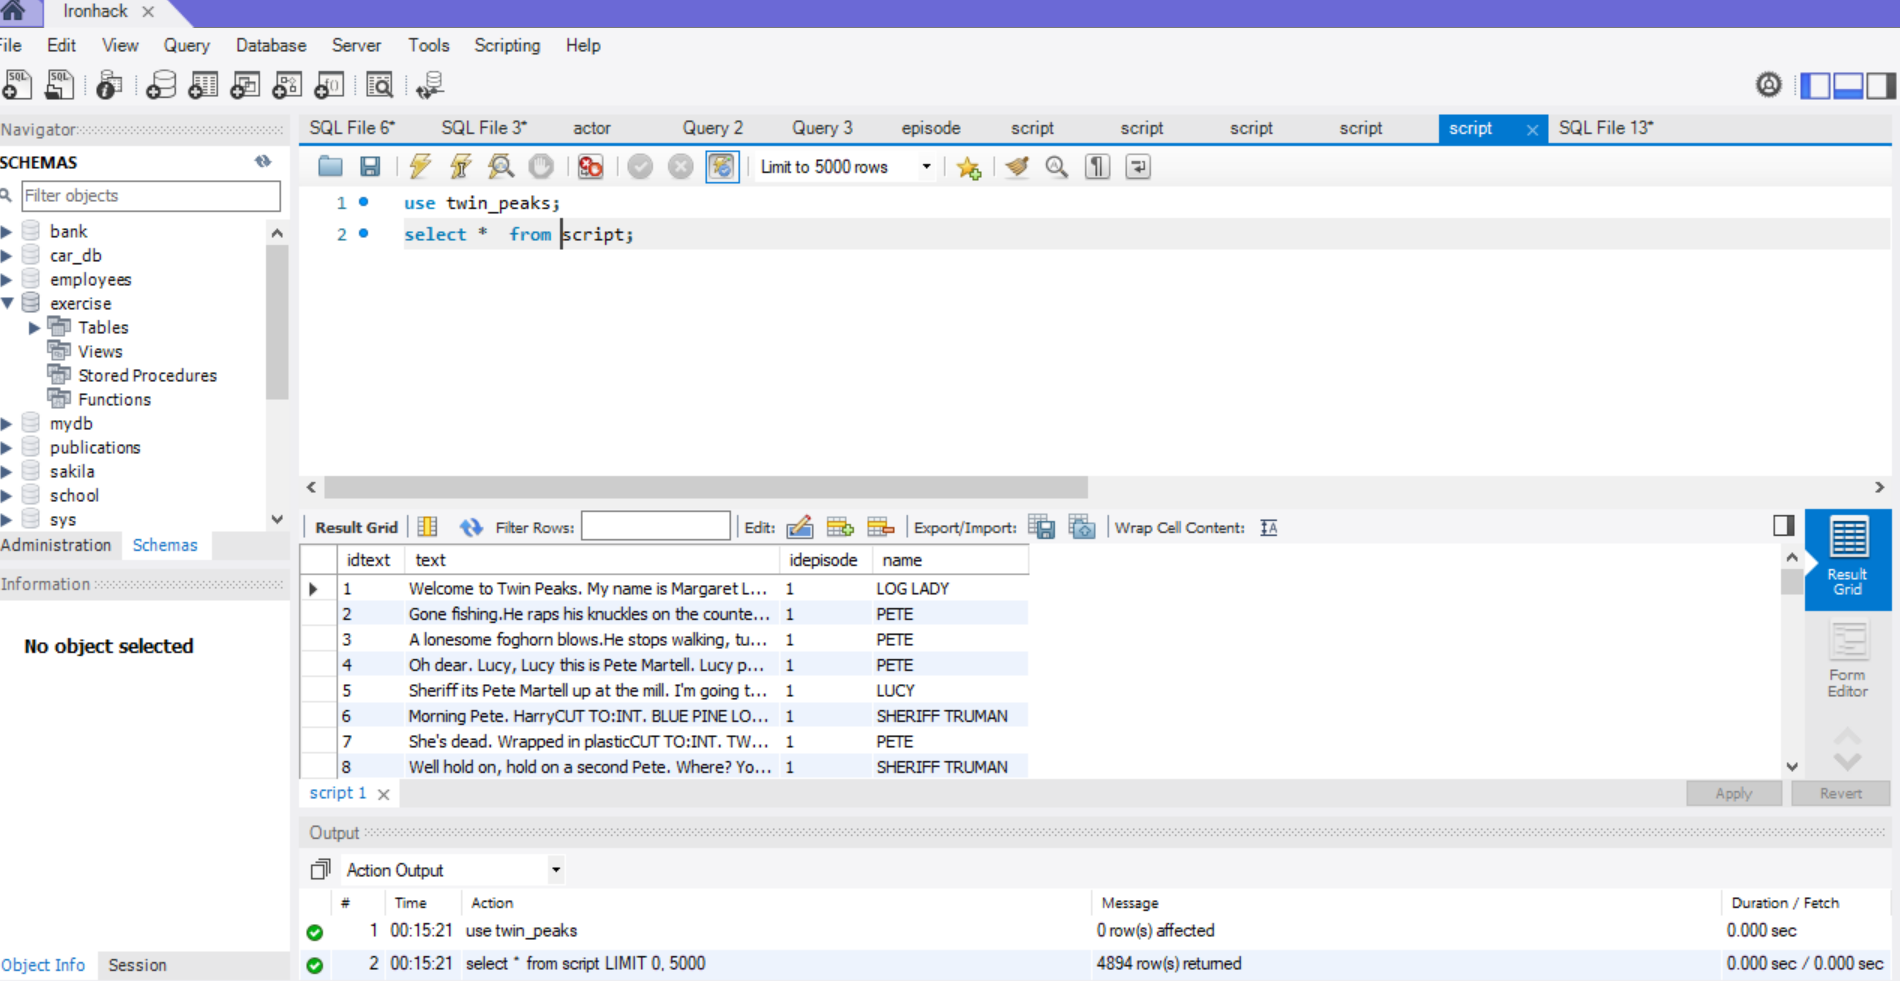 Ironhack
File Edit View Query Database Server Tools Scripting Help
Navigator
SCHEMAS
Filter objects
bank
car_db
employees
exercise
Tables
Views
Stored Procedures
Functions
mydb
publications
sakila
school
sys
Administration Schemas
Information
No object selected
Object Info Session
SQL File 6* SQL File 3* actor Query 2 Query 3 episode script script script script script SQL File 13*
Limit to 5000 rows
1 use twin_peaks;
2 select * from script;
Result Grid Filter Rows: Edit: Export/Import: Wrap Cell Content:
idtext text idepisode name
1 Welcome to Twin Peaks. My name is Margaret L... 1 LOG LADY
2 Gone fishing.He raps his knuckles on the counte... 1 PETE
3 A lonesome foghorn blows.He stops walking, tu... 1 PETE
4 Oh dear. Lucy, Lucy this is Pete Martell. Lucy p... 1 PETE
5 Sheriff its Pete Martell up at the mill. I'm going t... 1 LUCY
6 Morning Pete. HarryCUT TO:INT. BLUE PINE LO... 1 SHERIFF TRUMAN
7 She's dead. Wrapped in plasticCUT TO:INT. TW... 1 PETE
8 Well hold on, hold on a second Pete. Where? Yo... 1 SHERIFF TRUMAN
Result
Grid
Form
Editor
script 1 Apply Revert
Output
Action Output
# Time Action Message Duration / Fetch
1 00:15:21 use twin_peaks 0 row(s) affected 0.000 sec
2 00:15:21 select * from script LIMIT 0, 5000 4894 row(s) returned 0.000 sec / 0.000 sec